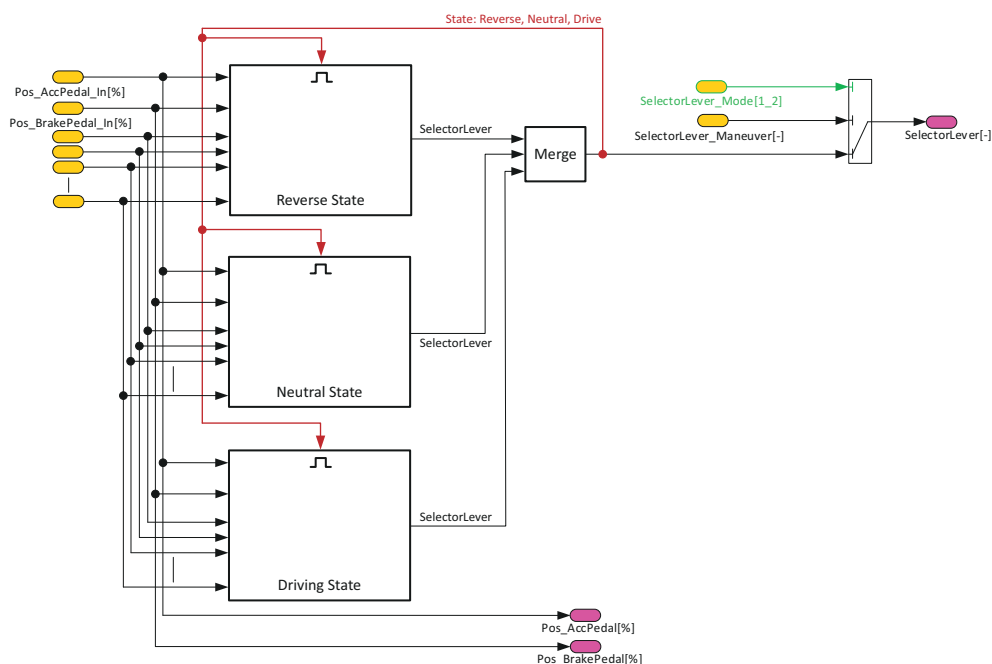 State: Reverse, Neutral, Drive
Pos_AccPedal_In[%]
Pos_BrakePedal_In[%]
SelectorLever
Reverse State
Merge
SelectorLever_Mode[1_2]
SelectorLever_Maneuver[-]
SelectorLever[-]
SelectorLever
Neutral State
SelectorLever
Driving State
Pos_AccPedal[%]
Pos_BrakePedal[%]